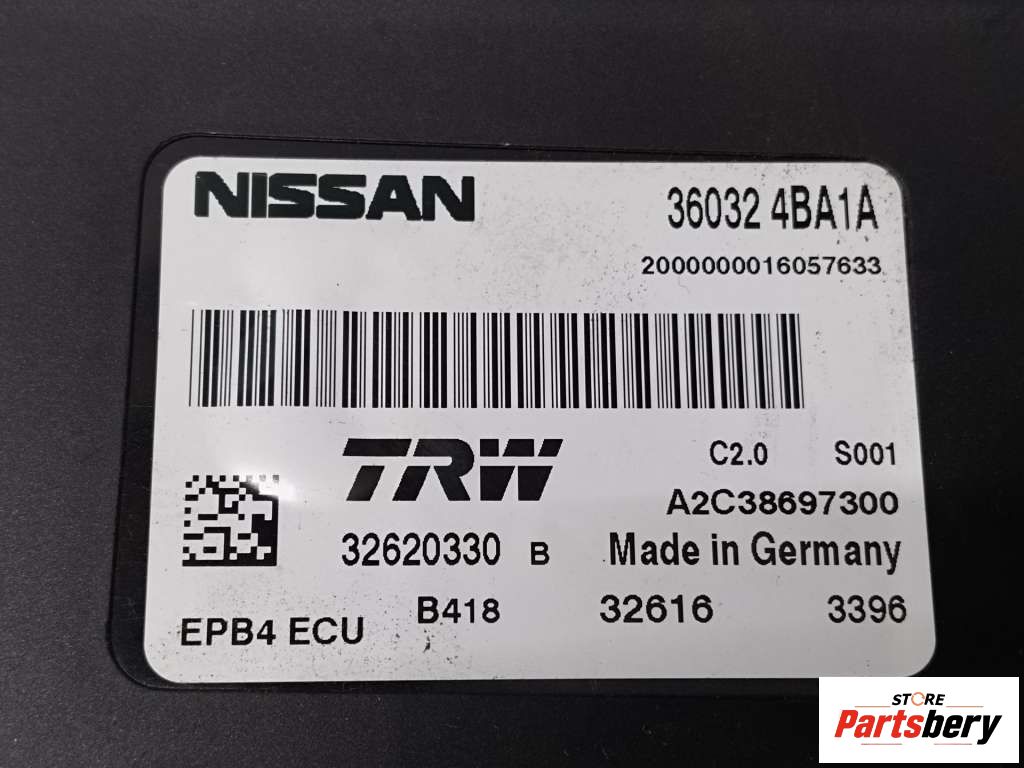 NISSAN 36032 4BA1A
2000000016057633
TRW C2.0 S001
A2C38697300
32620330 B Made in Germany
EPB4 ECU B418 32616 3396
STORE
Partsbery